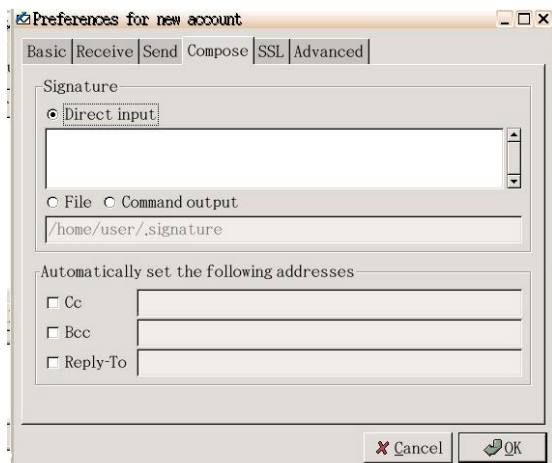 Preferences for new account
Basic Receive Send Compose SSL Advanced
Signature
Direct input
File Command output
/home/user/.signature
Automatically set the following addresses
Cc
Bcc
Reply-To
Cancel OK